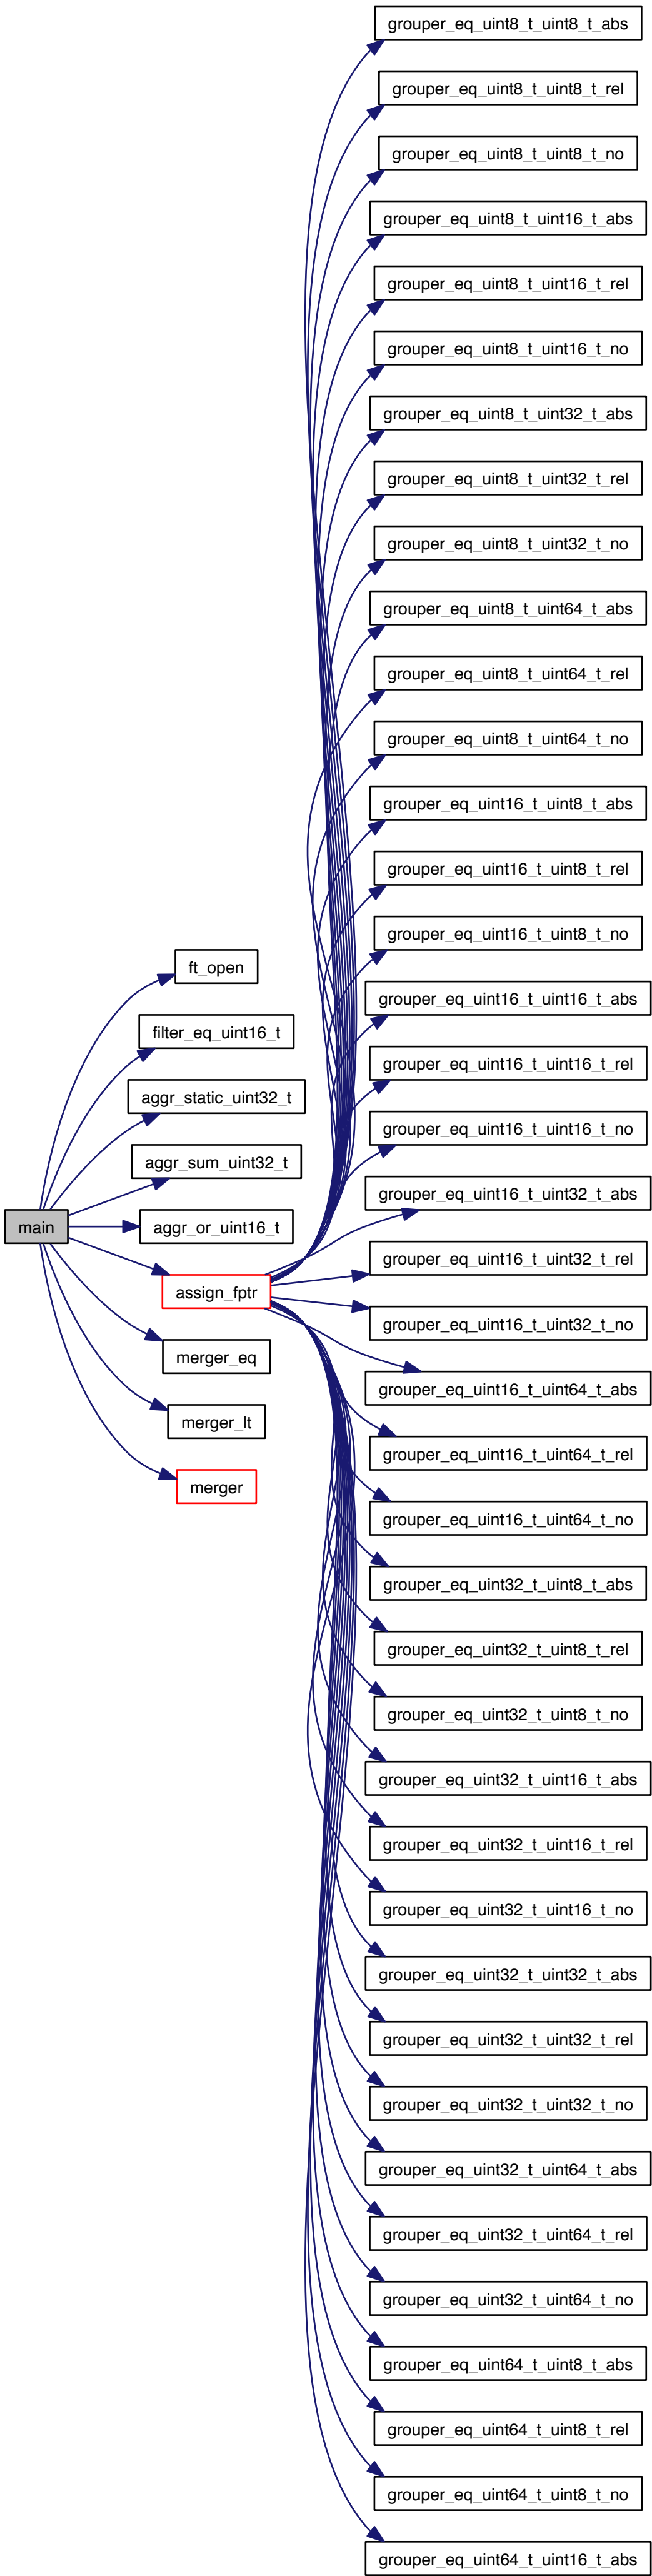 main
ft_open
filter_eq_uint16_t
aggr_static_uint32_t
aggr_sum_uint32_t
aggr_or_uint16_t
assign_fptr
merger_eq
merger_lt
merger
grouper_eq_uint8_t_uint8_t_abs
grouper_eq_uint8_t_uint8_t_rel
grouper_eq_uint8_t_uint8_t_no
grouper_eq_uint8_t_uint16_t_abs
grouper_eq_uint8_t_uint16_t_rel
grouper_eq_uint8_t_uint16_t_no
grouper_eq_uint8_t_uint32_t_abs
grouper_eq_uint8_t_uint32_t_rel
grouper_eq_uint8_t_uint32_t_no
grouper_eq_uint8_t_uint64_t_abs
grouper_eq_uint8_t_uint64_t_rel
grouper_eq_uint8_t_uint64_t_no
grouper_eq_uint16_t_uint8_t_abs
grouper_eq_uint16_t_uint8_t_rel
grouper_eq_uint16_t_uint8_t_no
grouper_eq_uint16_t_uint16_t_abs
grouper_eq_uint16_t_uint16_t_rel
grouper_eq_uint16_t_uint16_t_no
grouper_eq_uint16_t_uint32_t_abs
grouper_eq_uint16_t_uint32_t_rel
grouper_eq_uint16_t_uint32_t_no
grouper_eq_uint16_t_uint64_t_abs
grouper_eq_uint16_t_uint64_t_rel
grouper_eq_uint16_t_uint64_t_no
grouper_eq_uint32_t_uint8_t_abs
grouper_eq_uint32_t_uint8_t_rel
grouper_eq_uint32_t_uint8_t_no
grouper_eq_uint32_t_uint16_t_abs
grouper_eq_uint32_t_uint16_t_rel
grouper_eq_uint32_t_uint16_t_no
grouper_eq_uint32_t_uint32_t_abs
grouper_eq_uint32_t_uint32_t_rel
grouper_eq_uint32_t_uint32_t_no
grouper_eq_uint32_t_uint64_t_abs
grouper_eq_uint32_t_uint64_t_rel
grouper_eq_uint32_t_uint64_t_no
grouper_eq_uint64_t_uint8_t_abs
grouper_eq_uint64_t_uint8_t_rel
grouper_eq_uint64_t_uint8_t_no
grouper_eq_uint64_t_uint16_t_abs